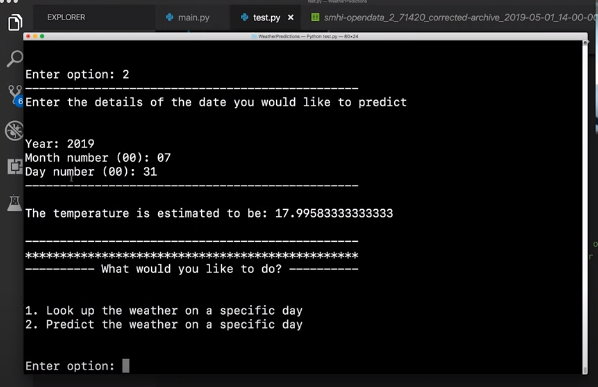 EXPLORER
main.py
test.py
smhi-opendata_2_71420_corrected-archive_2019-05-01_14-00-00
WeatherPredictions — Python test.py — 80×24
Enter option: 2
------------------------------------------------
Enter the details of the date you would like to predict
Year: 2019
Month number (00): 07
Day number (00): 31
------------------------------------------------
The temperature is estimated to be: 17.99583333333333
------------------------------------------------
************************************************
---------- What would you like to do? ----------
1. Look up the weather on a specific day
2. Predict the weather on a specific day
Enter option:
6